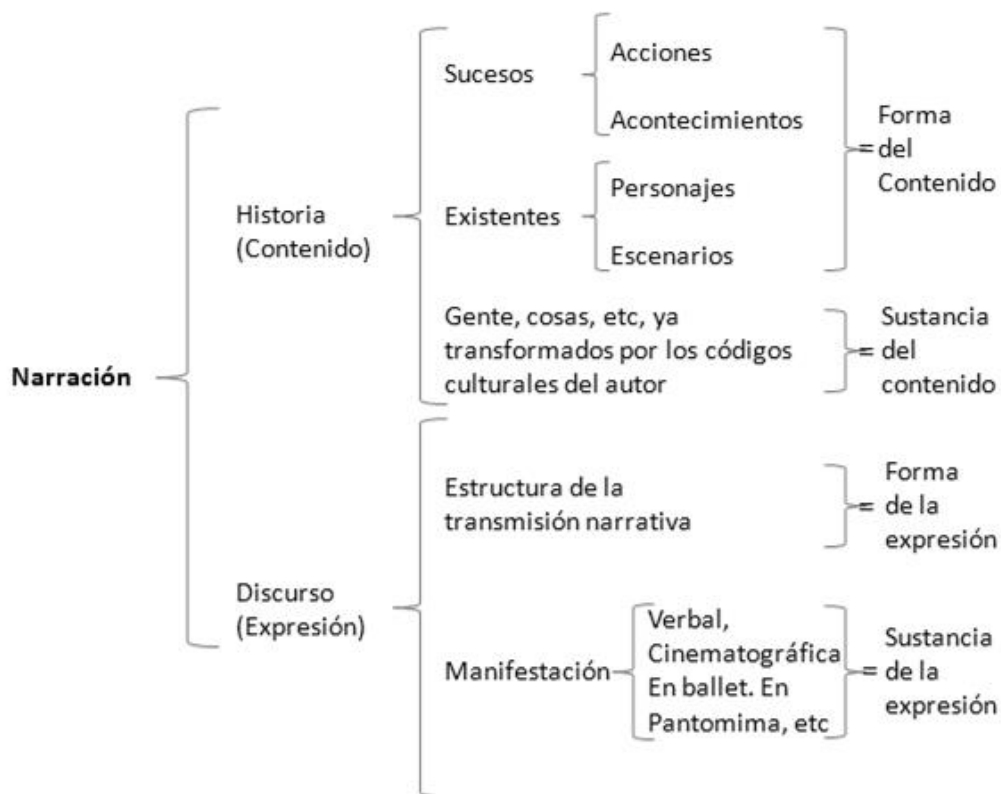 Narración
Historia
(Contenido)
Sucesos
Acciones
Acontecimientos
Existentes
Personajes
Escenarios
= Forma
del
Contenido
Gente, cosas, etc, ya
transformados por los códigos
culturales del autor
= Sustancia
del
contenido
Discurso
(Expresión)
Estructura de la
transmisión narrativa
= Forma
de la
expresión
Manifestación
Verbal,
Cinematográfica
En ballet. En
Pantomima, etc
= Sustancia
de la
expresión